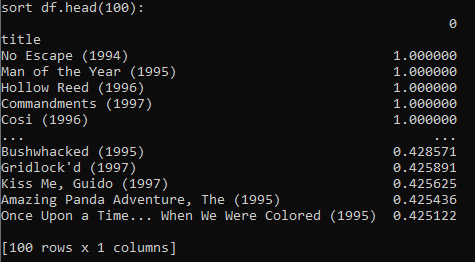 sort df.head(100):
0
title
No Escape (1994) 1.000000
Man of the Year (1995) 1.000000
Hollow Reed (1996) 1.000000
Commandments (1997) 1.000000
Cosi (1996) 1.000000
... ...
Bushwhacked (1995) 0.428571
Gridlock'd (1997) 0.425891
Kiss Me, Guido (1997) 0.425625
Amazing Panda Adventure, The (1995) 0.425436
Once Upon a Time... When We Were Colored (1995) 0.425122
[100 rows x 1 columns]